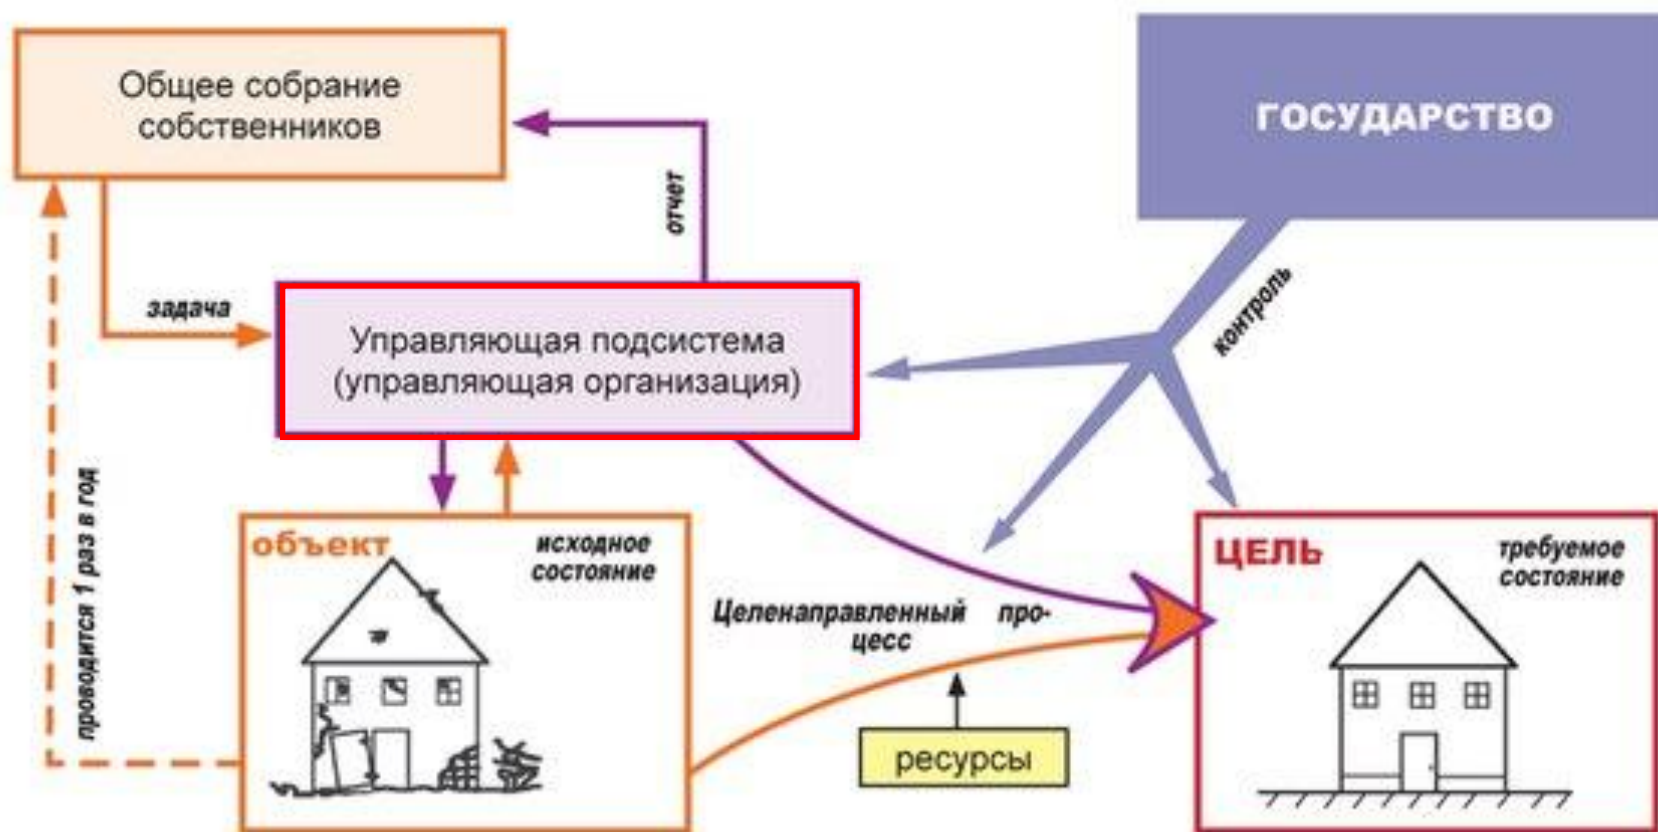 Общее собрание
собственников
ГОСУДАРСТВО
отчет
задача
контроль
Управляющая подсистема
(управляющая организация)
проводится 1 раз в год
объект
исходное
состояние
ЦЕЛЬ
требуемое
состояние
Целенаправленный про-
цесс
ресурсы